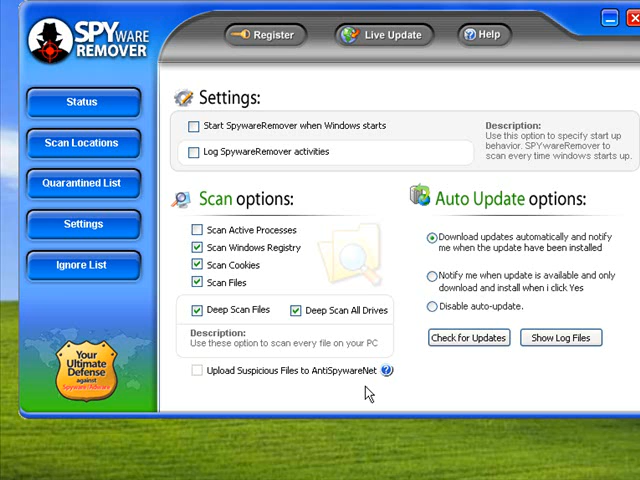 SPYWARE
REMOVER
Register
Live Update
Help
Status
Scan Locations
Quarantined List
Settings
Ignore List
Your
Ultimate
Defense
against
Spyware/Adware
Settings:
Start SpywareRemover when Windows starts
Log SpywareRemover activities
Description:
Use this option to specify start up
behavior. SPYwareRemover to
scan every time windows starts up.
Scan options:
Scan Active Processes
Scan Windows Registry
Scan Cookies
Scan Files
Deep Scan Files
Deep Scan All Drives
Description:
Use these option to scan every file on your PC
Upload Suspicious Files to AntiSpywareNet
Auto Update options:
Download updates automatically and notify
me when the update have been installed
Notify me when update is available and only
download and install when i click Yes
Disable auto-update.
Check for Updates
Show Log Files